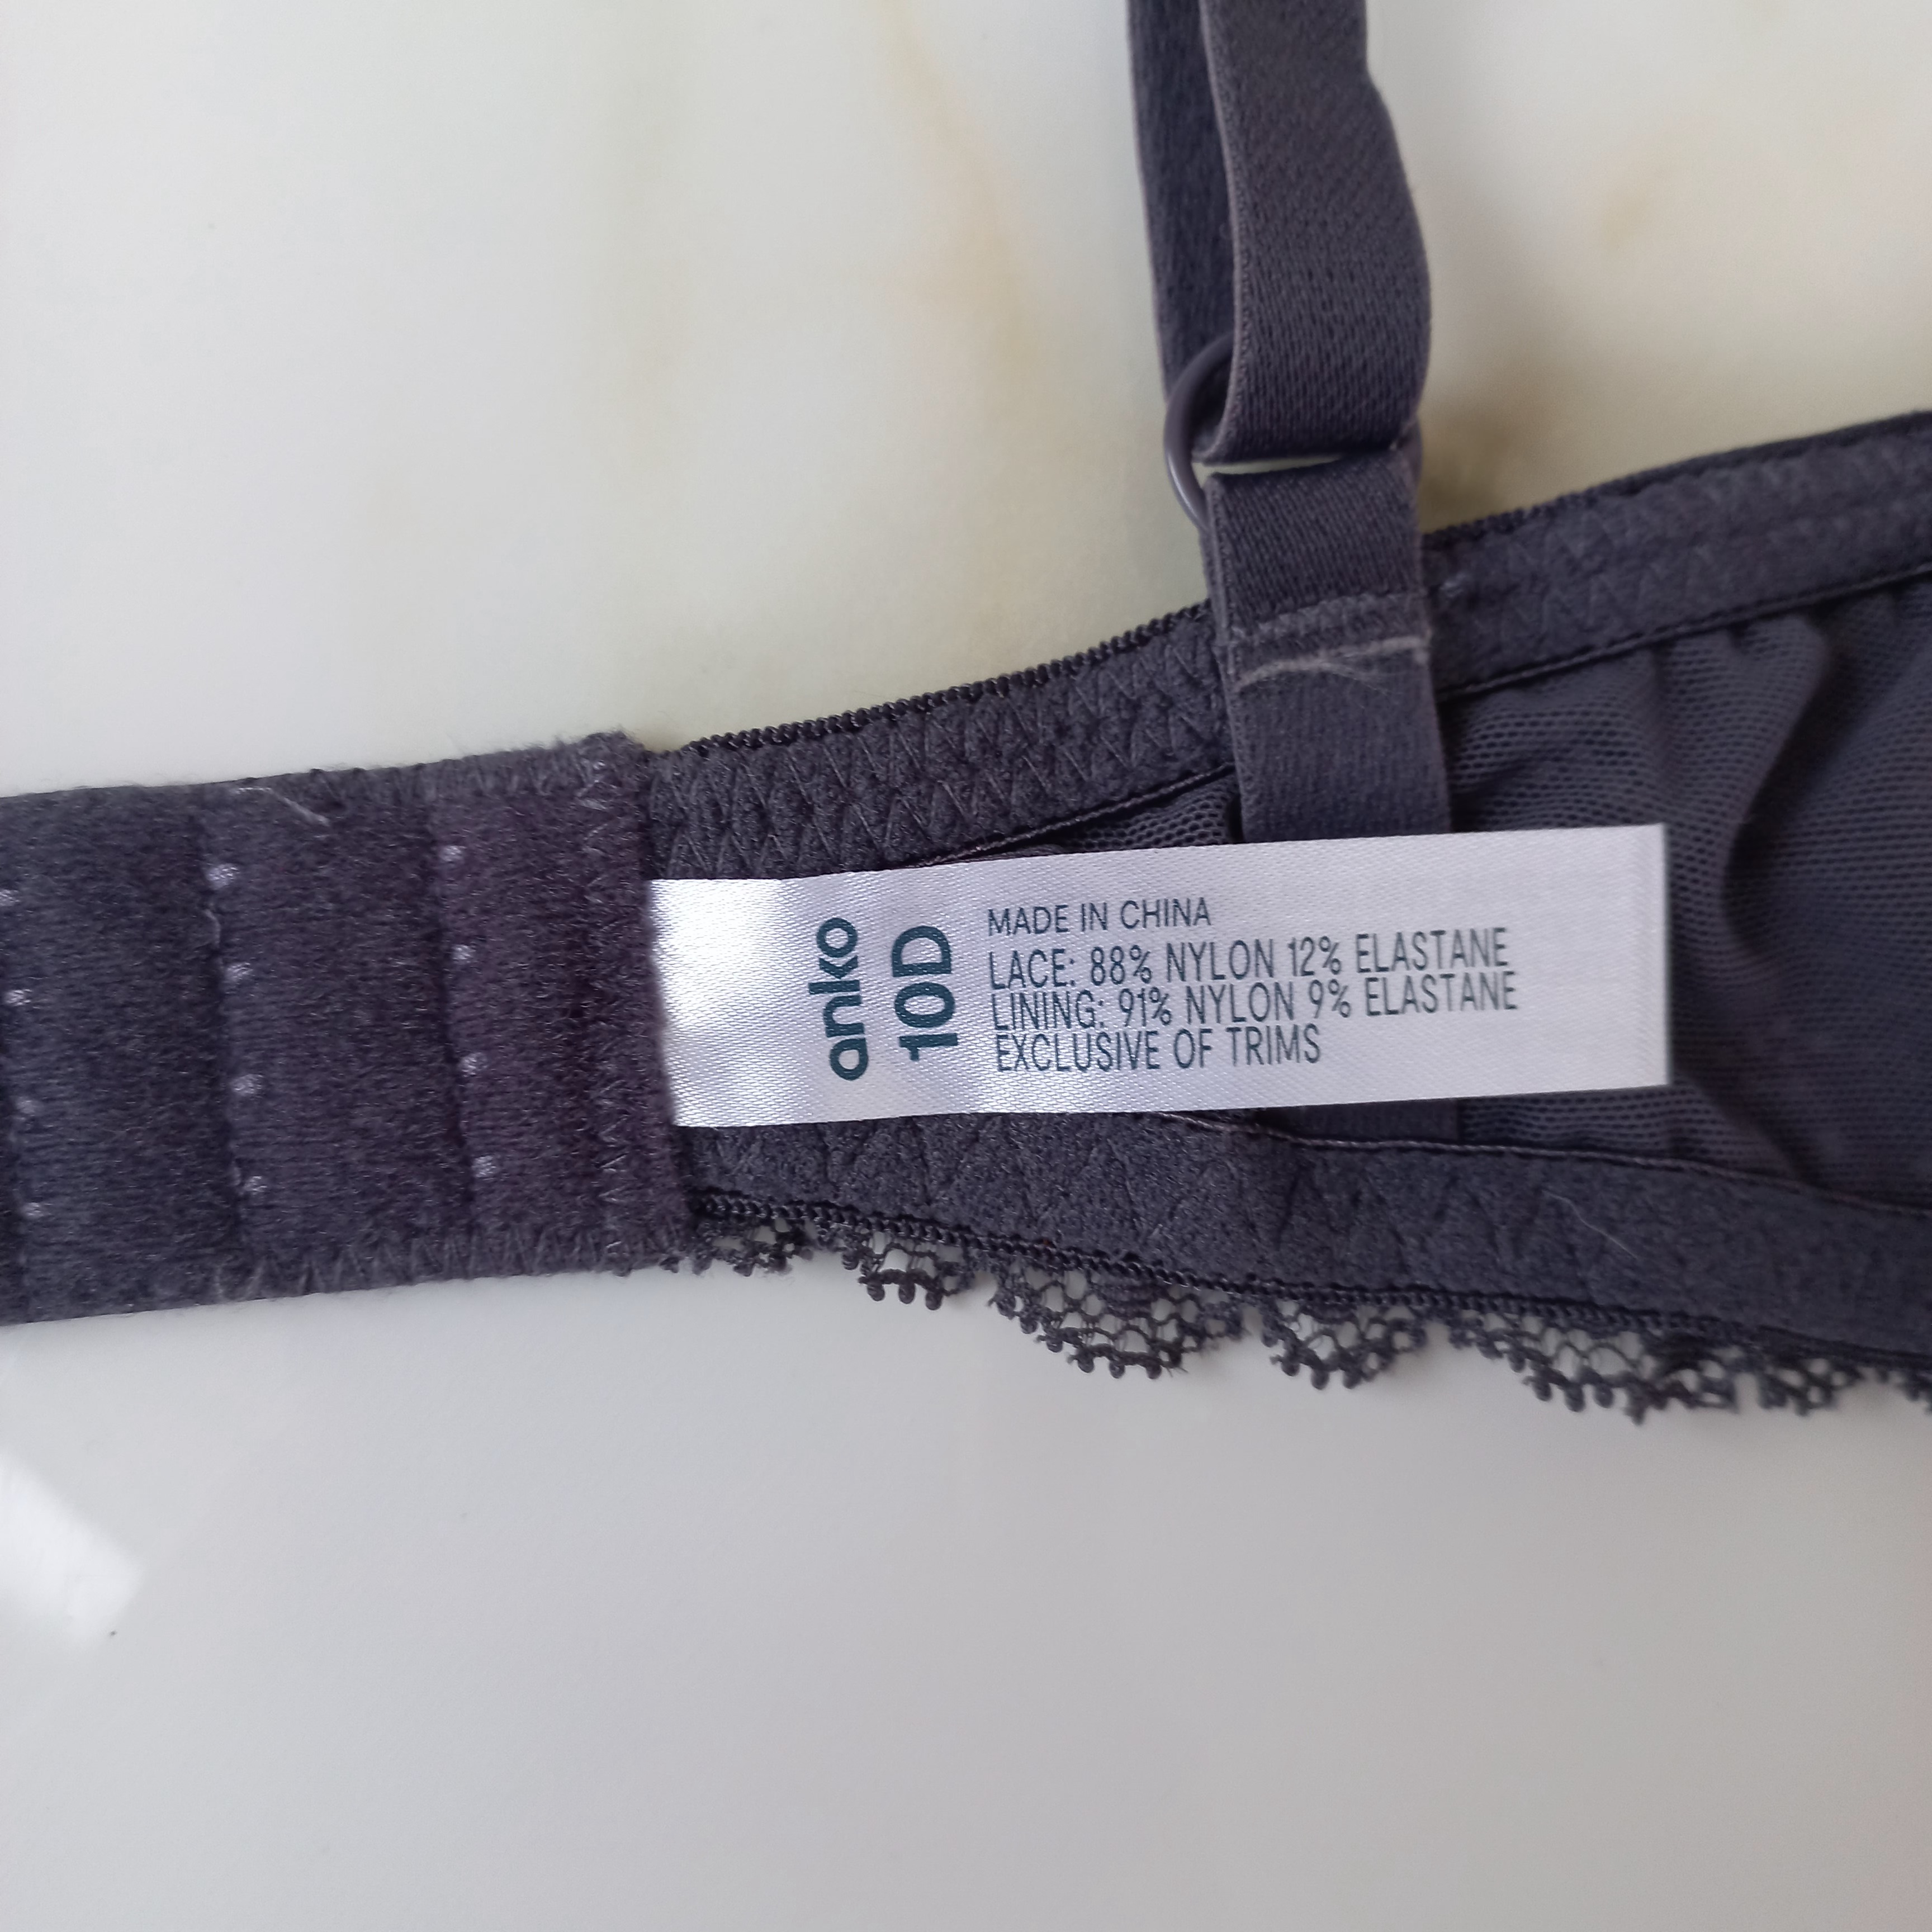 anko
10D
MADE IN CHINA
LACE: 88% NYLON 12% ELASTANE
LINING: 91% NYLON 9% ELASTANE
EXCLUSIVE OF TRIMS